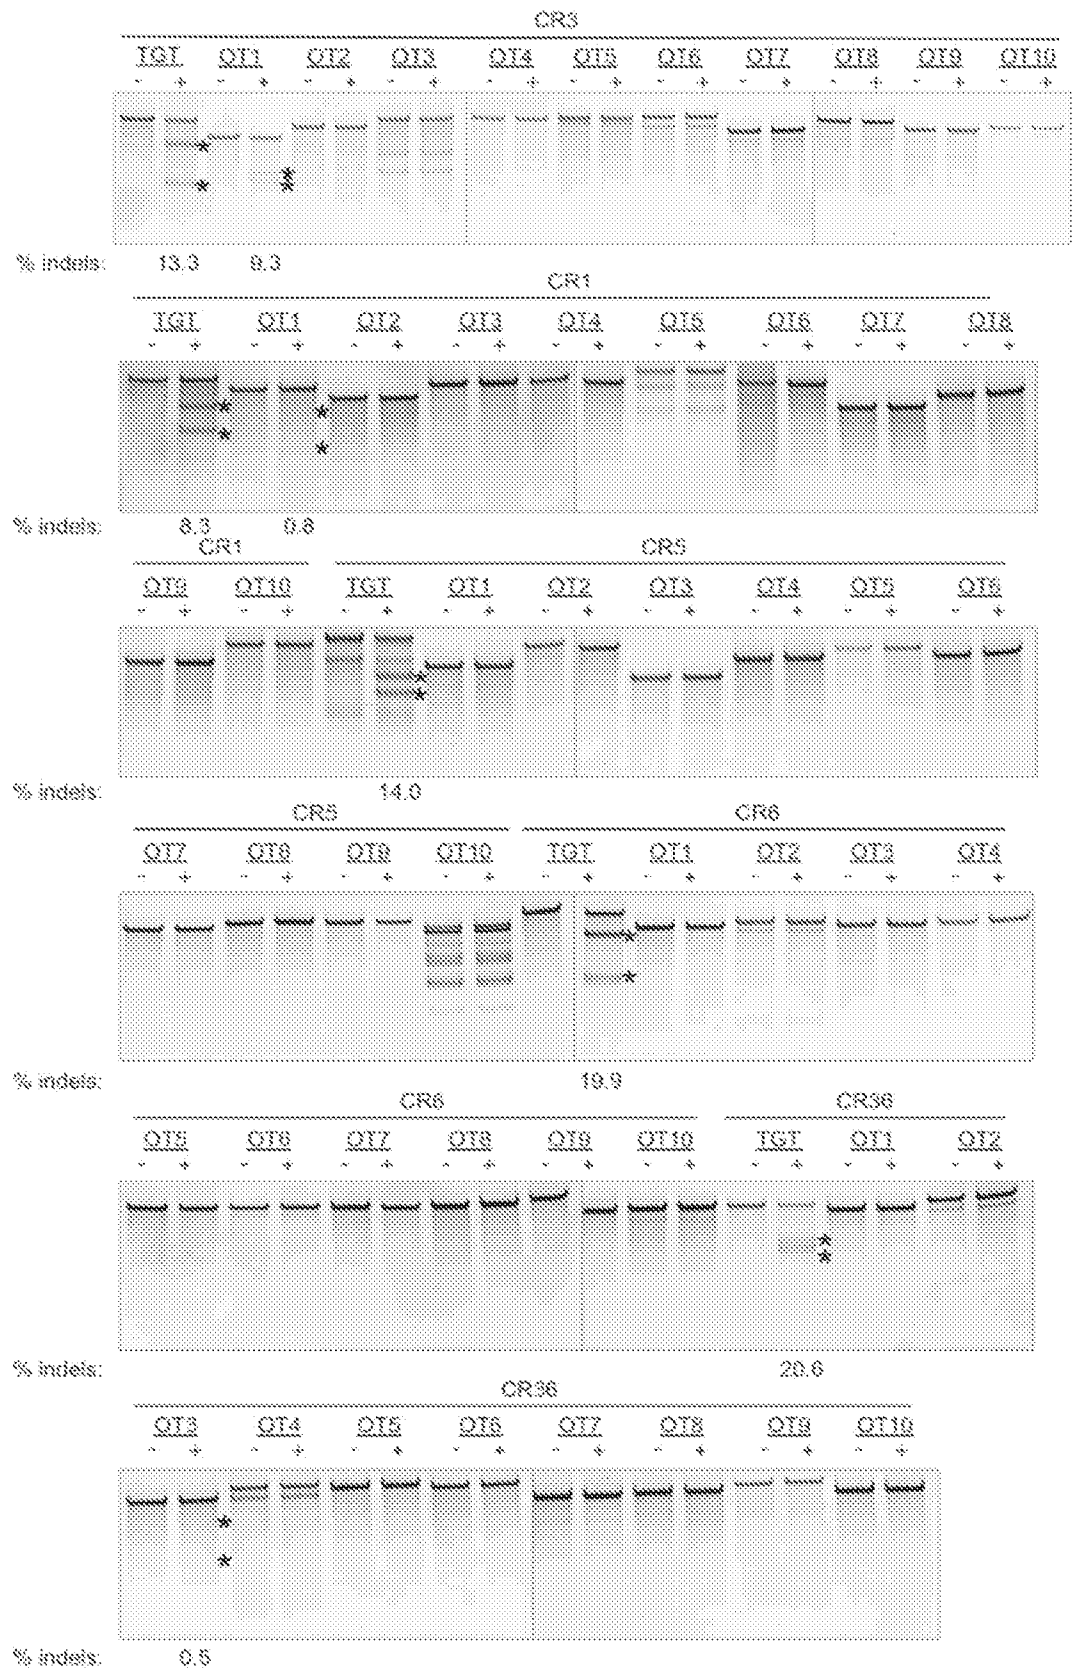 CR3
TGT OT1 OT2 OT3 OT4 OT5 OT6 OT7 OT8 OT9 OT10
- + - + - + - + - + - + - + - + - + - + - +
* *
* *
% indels: 13.3 9.3
CR1
TGT OT1 OT2 OT3 OT4 OT5 OT6 OT7 OT8
- + - + - + - + - + - + - + - + - +
* *
* *
% indels: 8.3 0.8
CR1 CR5
OT9 OT10 TGT OT1 OT2 OT3 OT4 OT5 OT6
- + - + - + - + - + - + - + - + - +
*
*
% indels: 14.0
CR5 CR6
OT7 OT8 OT9 OT10 TGT OT1 OT2 OT3 OT4
- + - + - + - + - + - + - + - + - +
*
*
% indels: 19.9
CR6 CR36
OT5 OT6 OT7 OT8 OT9 OT10 TGT OT1 OT2
- + - + - + - + - + - + - + - + - +
*
*
% indels: 20.6
CR36
OT3 OT4 OT5 OT6 OT7 OT8 OT9 OT10
- + - + - + - + - + - + - + - +
*
*
% indels: 0.5